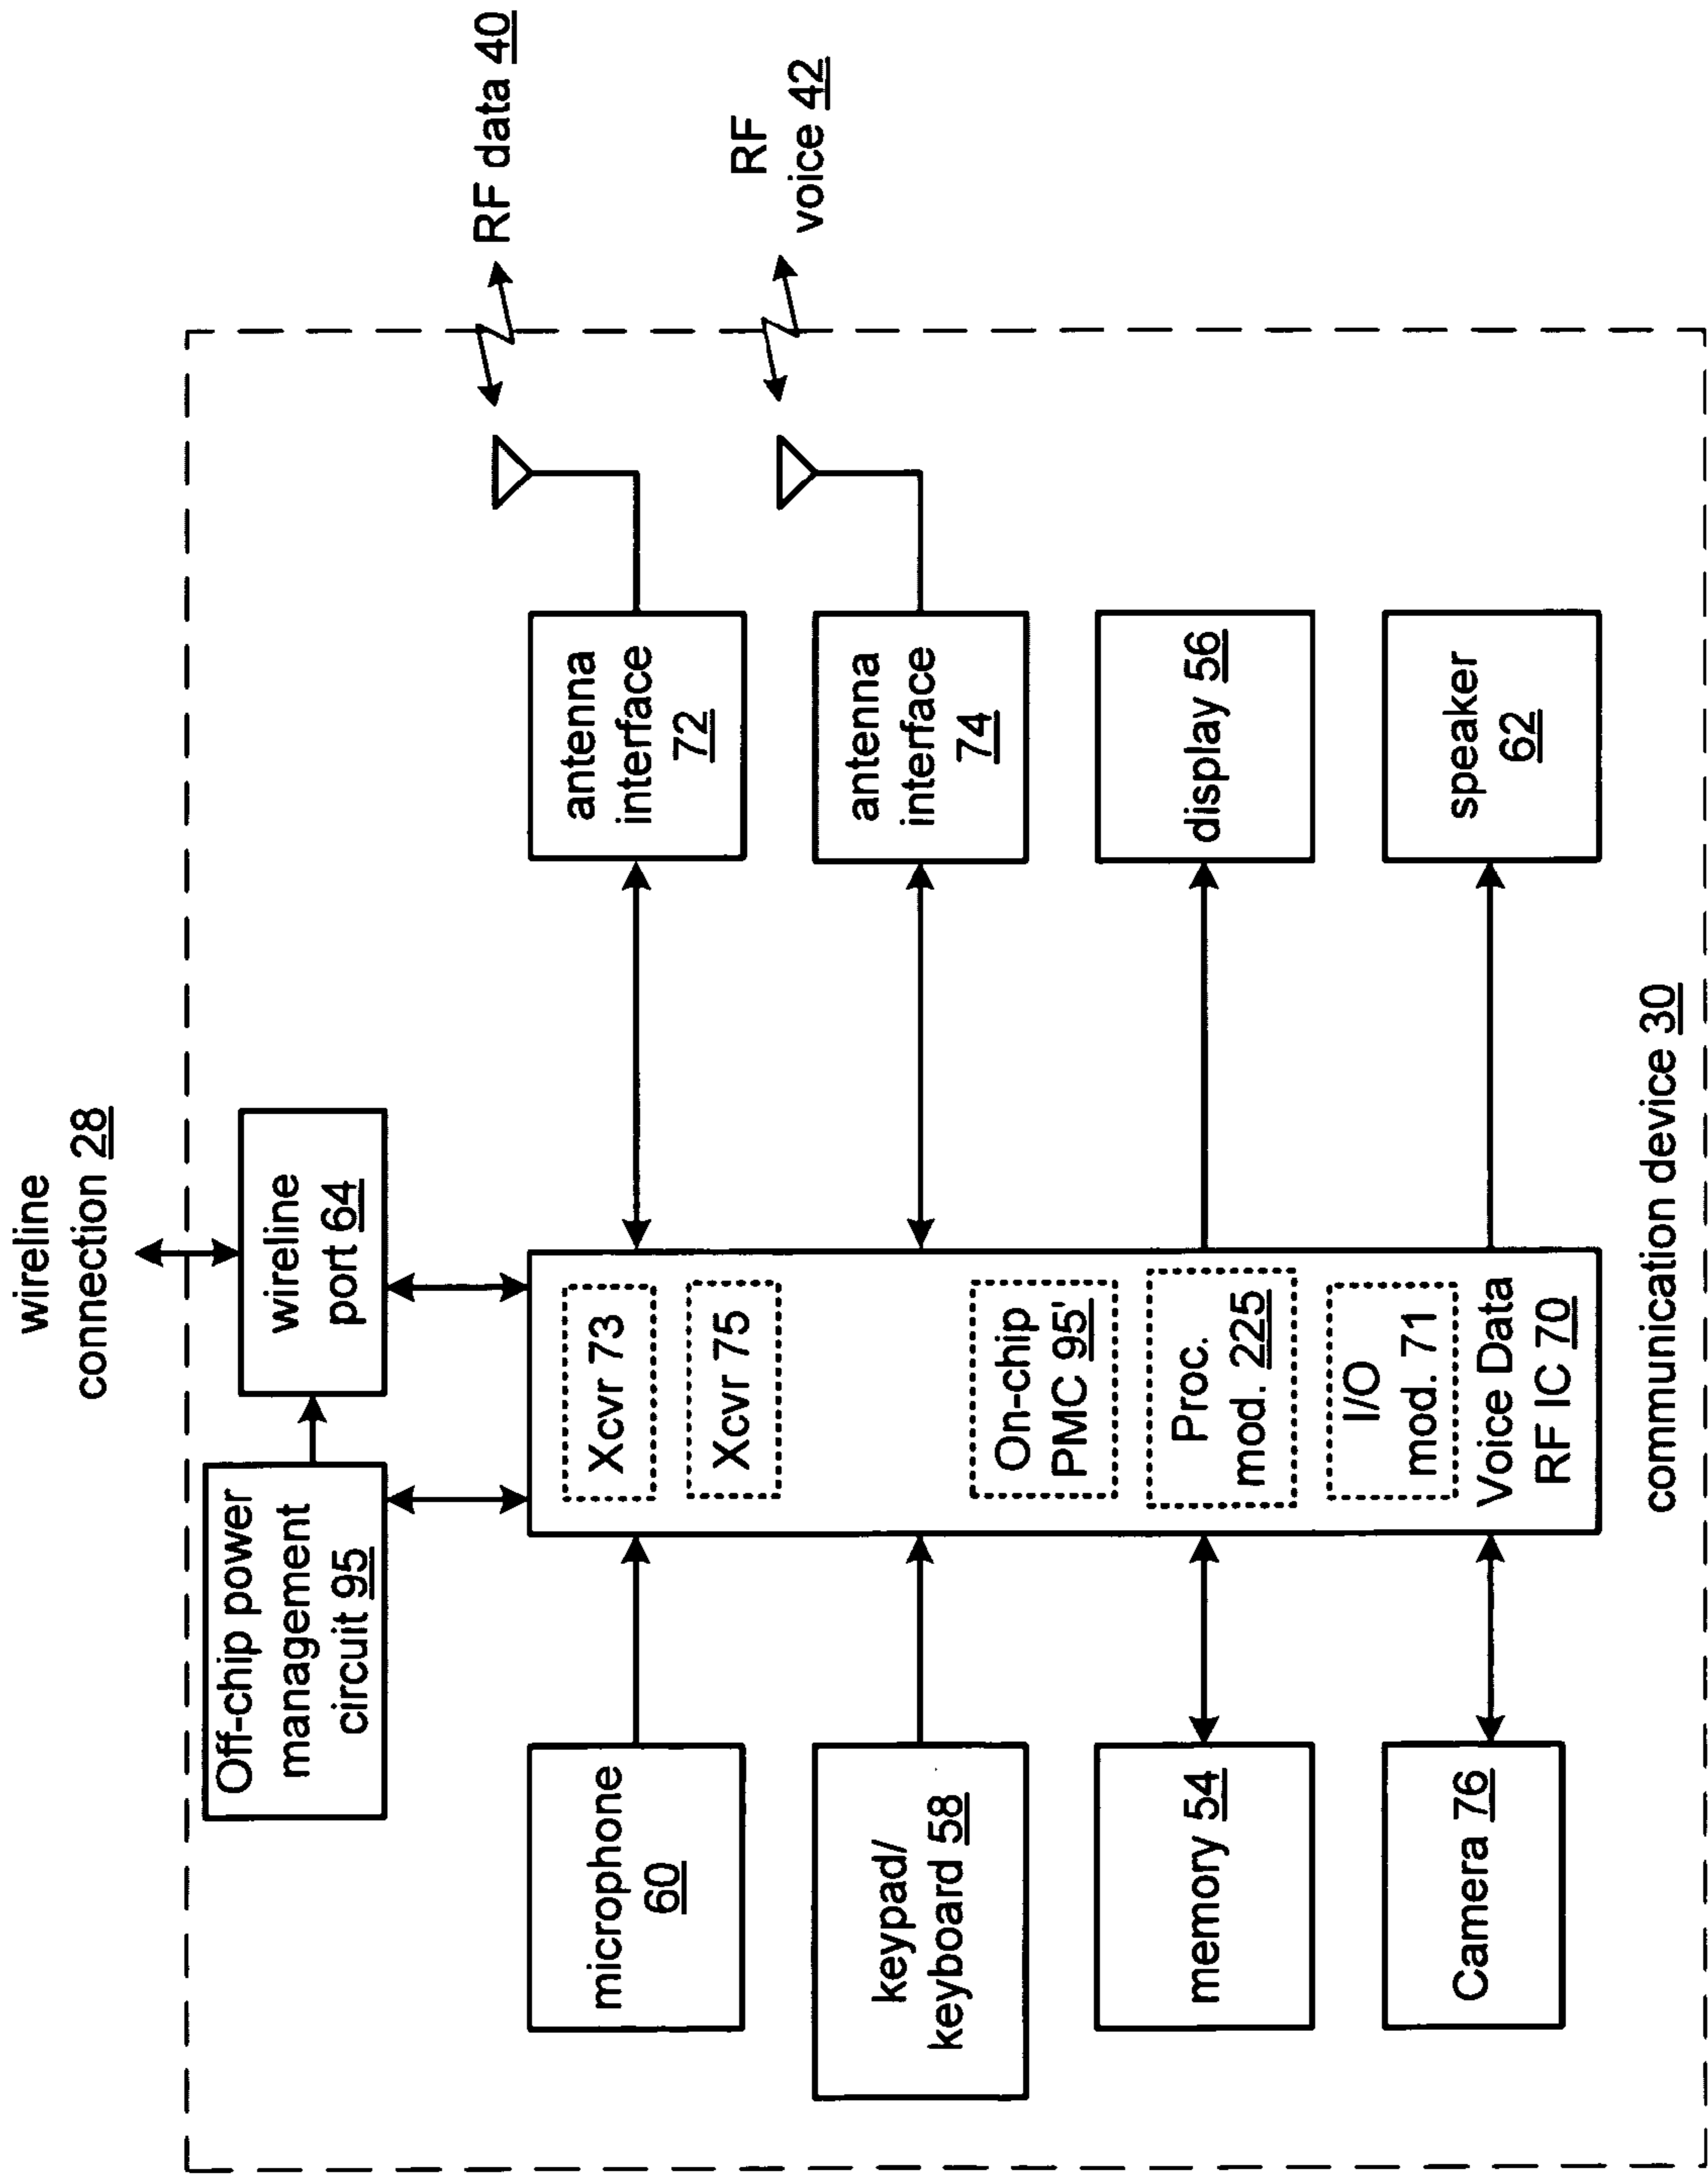 wireline
connection 28
Off-chip power
management
circuit 95
wireline
port 64
RF data 40
RF
voice 42
microphone
60
keypad/
keyboard 58
memory 54
Camera 76
Xcvr 73
Xcvr 75
On-chip
PMC 95'
Proc.
mod. 225
I/O
mod. 71
Voice Data
RF IC 70
antenna
interface
72
antenna
interface
74
display 56
speaker
62
communication device 30